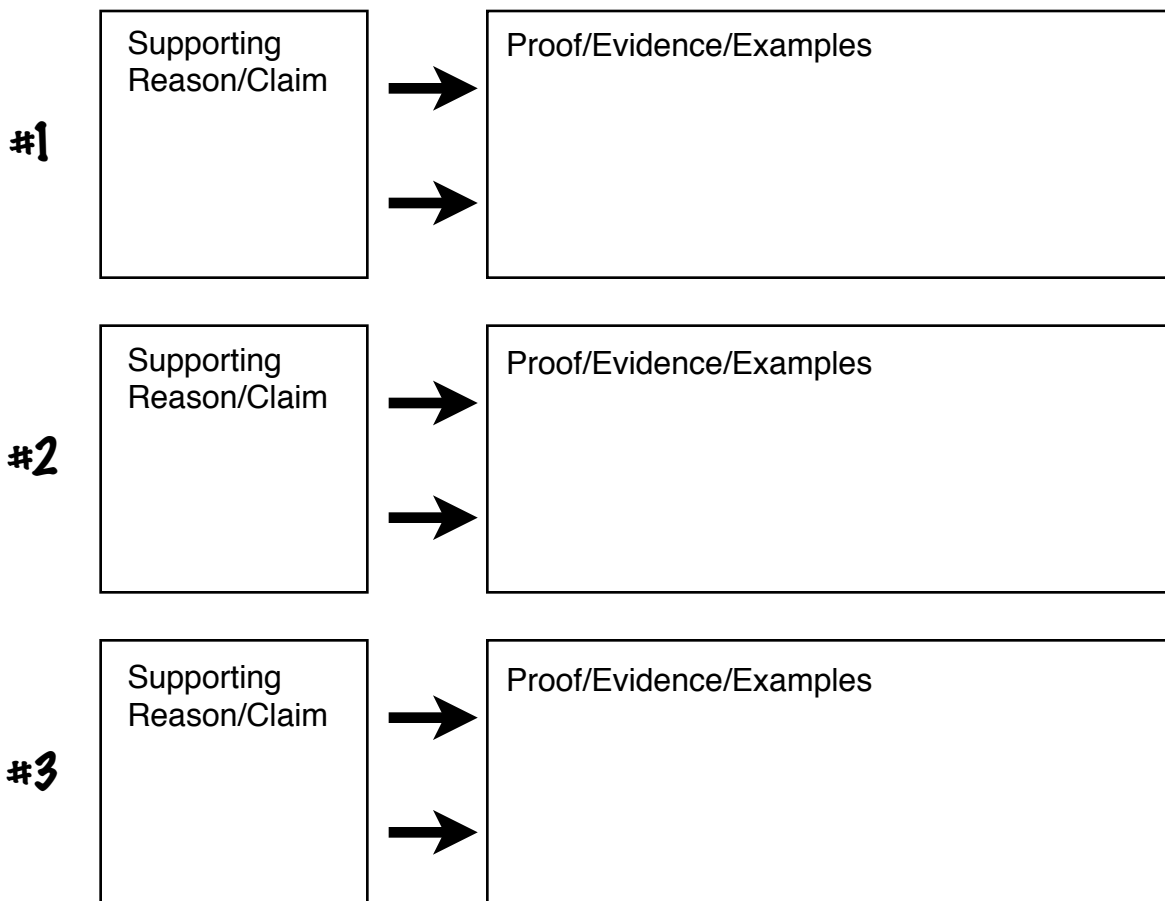 Supporting
Reason/Claim
Proof/Evidence/Examples
#1
Supporting
Reason/Claim
Proof/Evidence/Examples
#2
Supporting
Reason/Claim
Proof/Evidence/Examples
#3